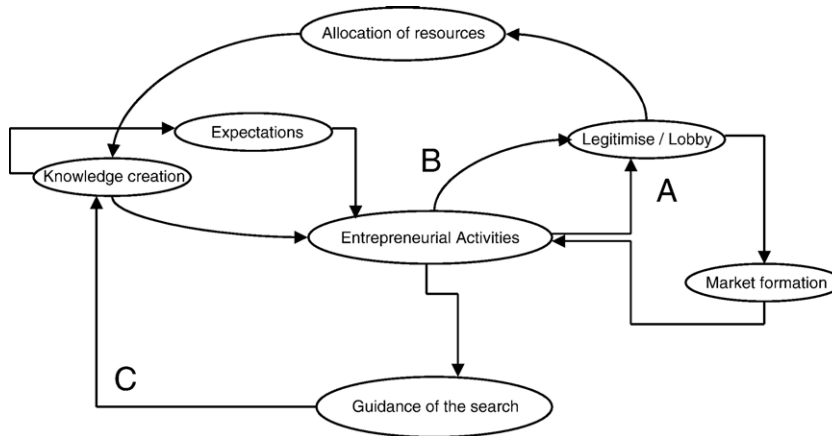 Allocation of resources
Expectations
Legitimise / Lobby
B
Knowledge creation
A
Entrepreneurial Activities
Market formation
C
Guidance of the search